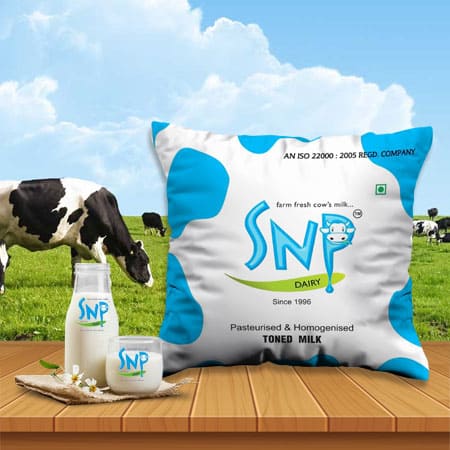 AN ISO 22000 : 2005 REGD. COMPANY
farm fresh cow's milk...
SNP
TM
DAIRY
Since 1996
Pasteurised & Homogenised
TONED MILK
SNP
SNP